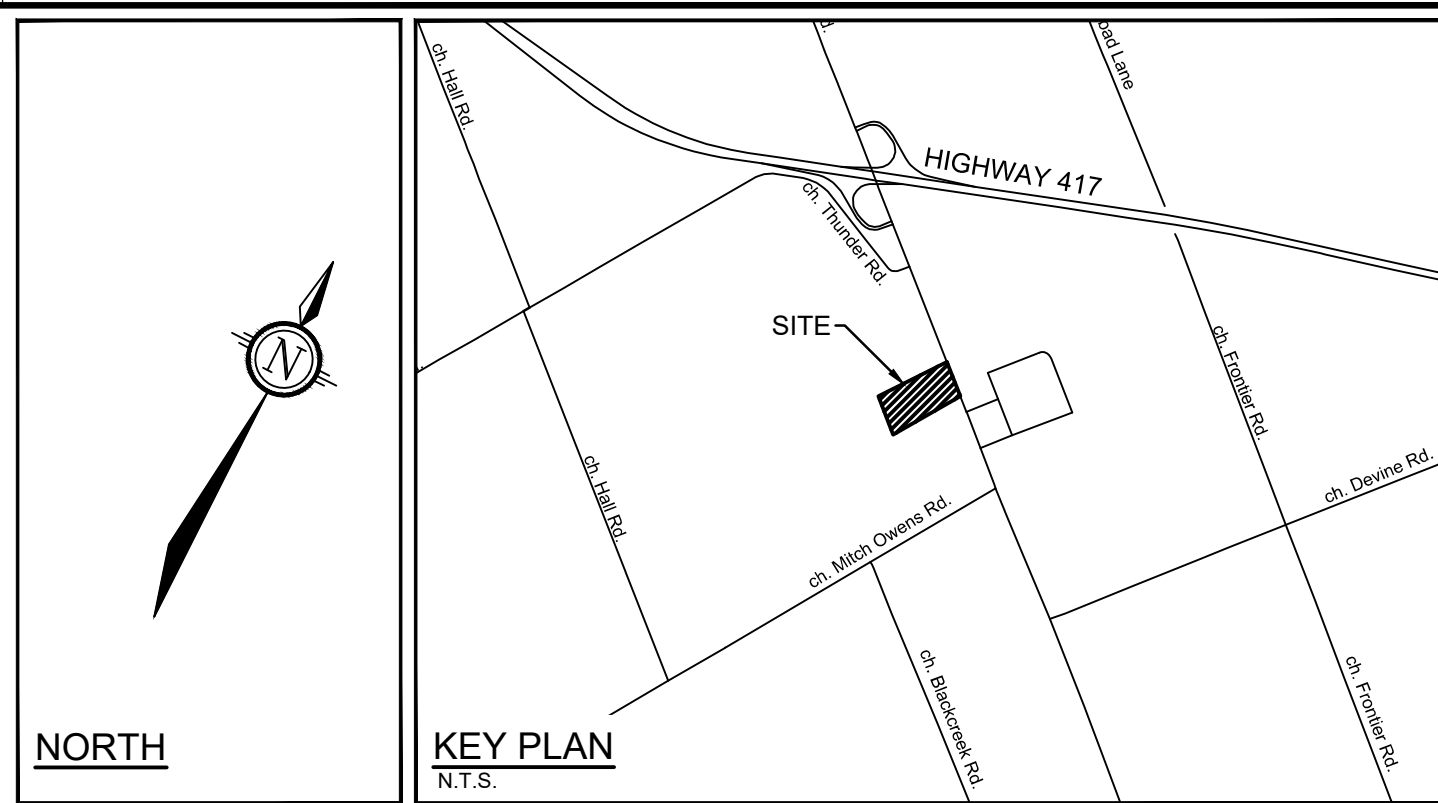 ch. Hall Rd.
d.
oad Lane
HIGHWAY 417
ch. Thunder Rd.
SITE
ch. Frontier Rd.
N
ch. Hall Rd.
ch. Devine Rd.
ch. Mitch Owens Rd.
ch. Blackcreek Rd.
ch. Frontier Rd.
NORTH
KEY PLAN
N.T.S.